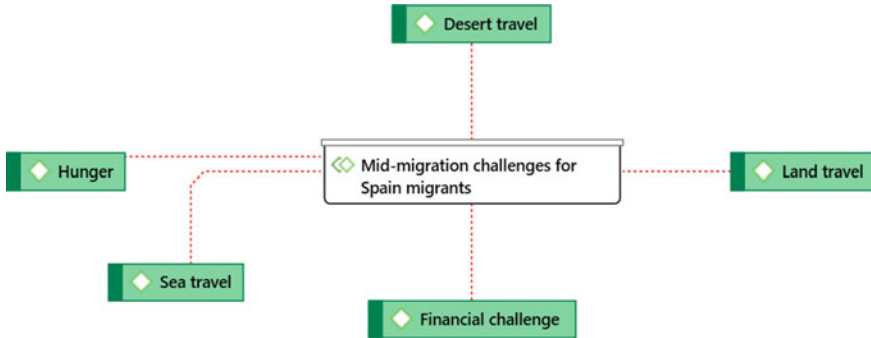 Desert travel
Mid-migration challenges for
Spain migrants
Hunger
Land travel
Sea travel
Financial challenge